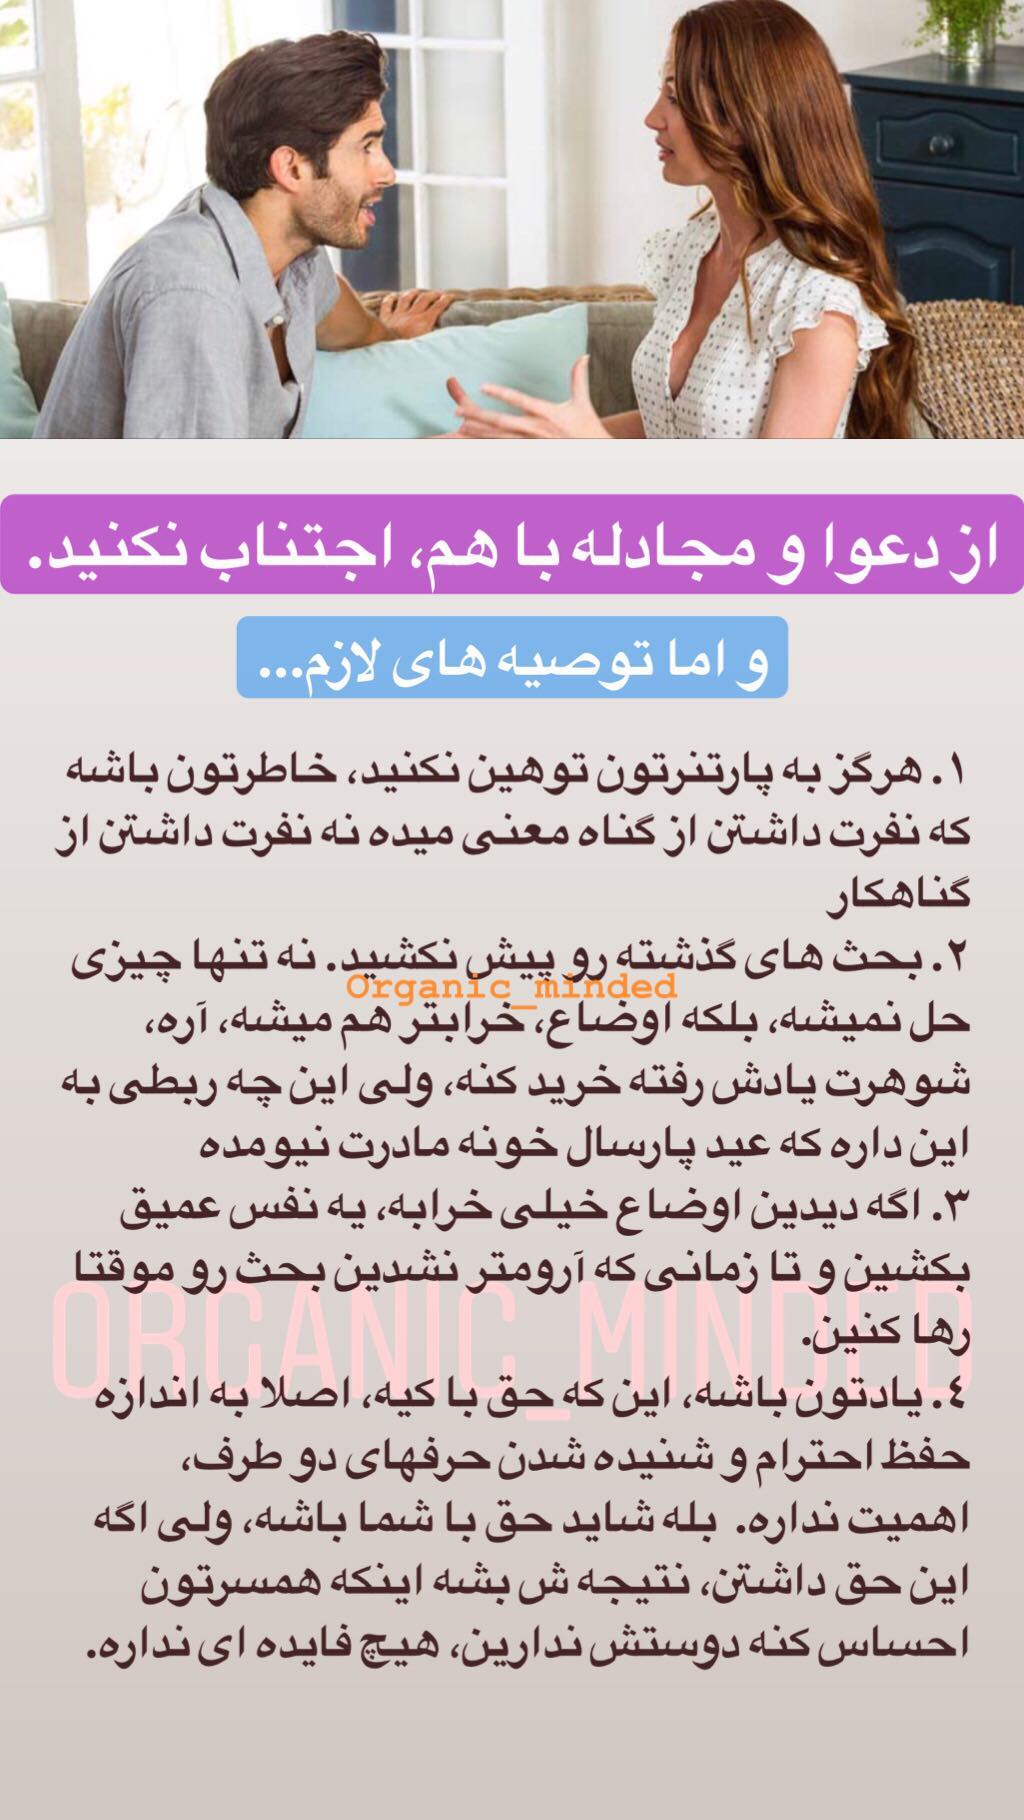 از دعوا و مجادله با هم، اجتناب نکنید.
و اما توصیه های لازم...
۱. هرگز به پارتنرتون توهین نکنید، خاطرتون باشه
که نفرت داشتن از گناه معنی میده نه نفرت داشتن از
گناهکار
۲. بحث های گذشته رو پیش نکشید. نه تنها چیزی
Organic_minded
حل نمیشه، بلکه اوضاع، خرابتر هم میشه، آره،
شوهرت یادش رفته خرید کنه، ولی این چه ربطی به
این داره که عید پارسال خونه مادرت نیومده
۳. اگه دیدین اوضاع خیلی خرابه، یه نفس عمیق
بکشین و تا زمانی که آرومتر نشدین بحث رو موقتا
ORGANIC_MINDED
رها کنین.
٤. یادتون باشه، این که حق با کیه، اصلا به اندازه
حفظ احترام و شنیده شدن حرفهای دو طرف،
اهمیت نداره. بله شاید حق با شما باشه، ولی اگه
این حق داشتن، نتیجه ش بشه اینکه همسرتون
احساس کنه دوستش ندارین، هیچ فایده ای نداره.